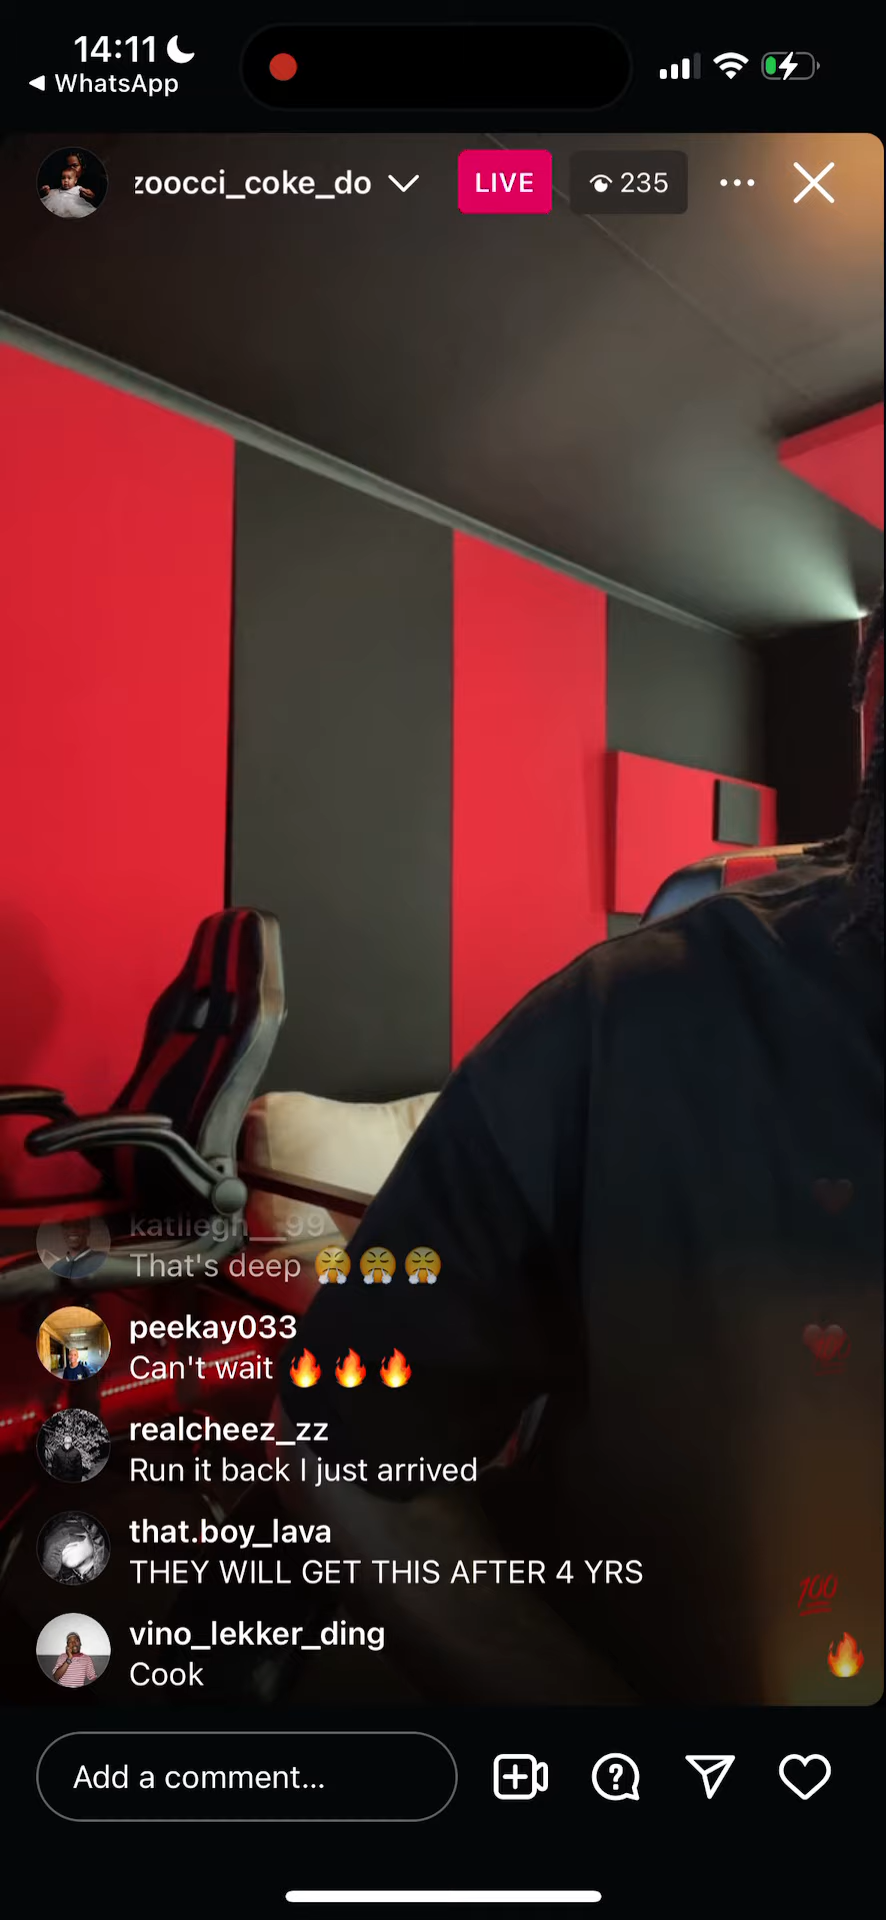 14:11
WhatsApp
zoocci_coke_do
LIVE
235
katliegh__99
That's deep 😤😤😤
peekay033
Can't wait 🔥🔥🔥
realcheez_zz
Run it back I just arrived
that.boy_lava
THEY WILL GET THIS AFTER 4 YRS
vino_lekker_ding
Cook
💯
🔥
Add a comment...